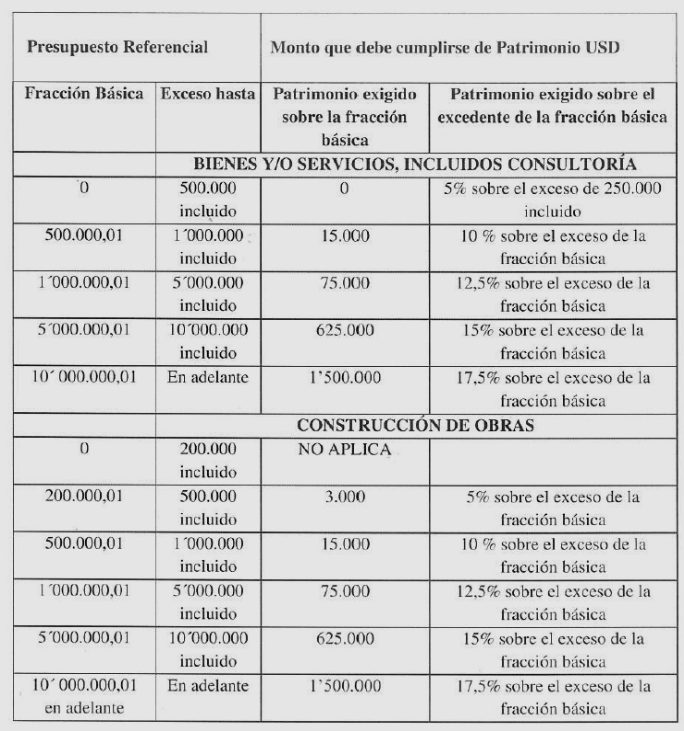 Presupuesto Referencial
Monto que debe cumplirse de Patrimonio USD
Fracción Básica
Exceso hasta
Patrimonio exigido
sobre la fracción
básica
Patrimonio exigido sobre el
excedente de la fracción básica
BIENES Y/O SERVICIOS, INCLUIDOS CONSULTORÍA
0
500.000
incluido
0
5% sobre el exceso de 250.000
incluido
500.000,01
1´000.000
incluido
15.000
10 % sobre el exceso de la
fracción básica
1´000.000,01
5´000.000
incluido
75.000
12,5% sobre el exceso de la
fracción básica
5´000.000,01
10´000.000
incluido
625.000
15% sobre el exceso de la
fracción básica
10´ 000.000,01
En adelante
1’500.000
17,5% sobre el exceso de la
fracción básica
CONSTRUCCIÓN DE OBRAS
0
200.000
incluido
NO APLICA
200.000,01
500.000
incluido
3.000
5% sobre el exceso de la
fracción básica
500.000,01
1´000.000
incluido
15.000
10 % sobre el exceso de la
fracción básica
1´000.000,01
5´000.000
incluido
75.000
12,5% sobre el exceso de la
fracción básica
5´000.000,01
10´000.000
incluido
625.000
15% sobre el exceso de la
fracción básica
10´ 000.000,01
en adelante
En adelante
1’500.000
17,5% sobre el exceso de la
fracción básica